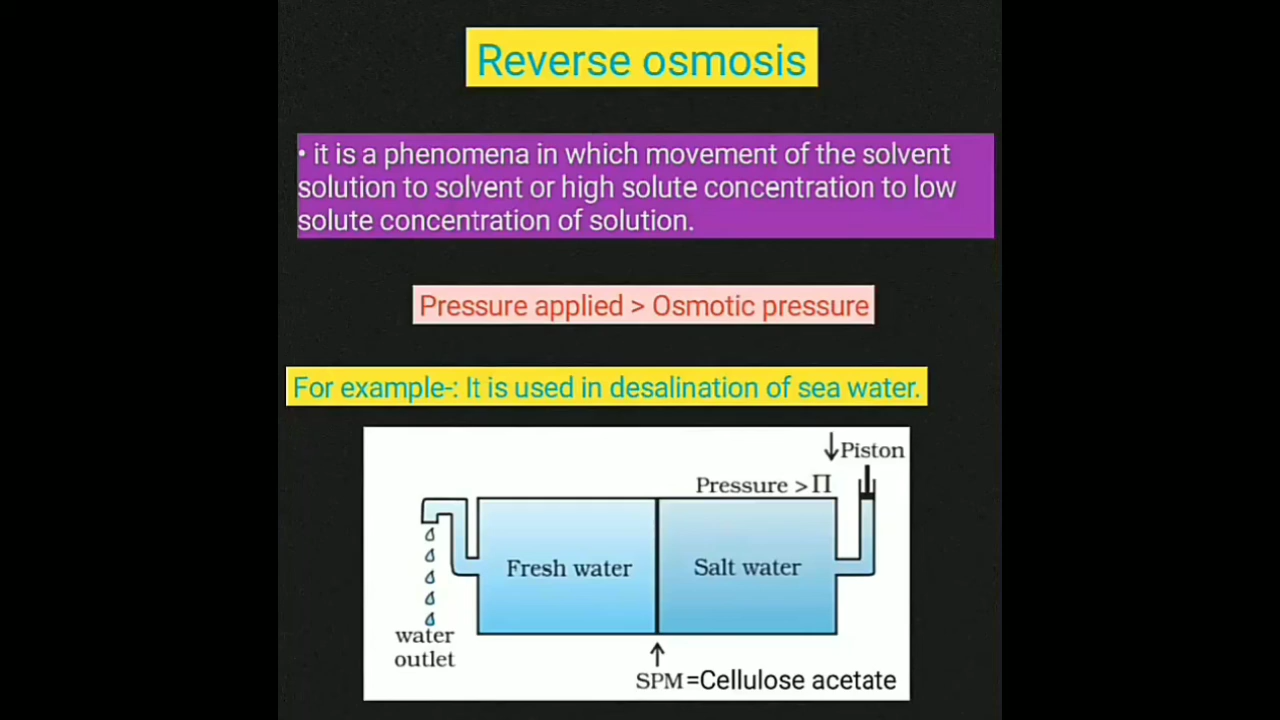 Reverse osmosis
• it is a phenomena in which movement of the solvent
solution to solvent or high solute concentration to low
solute concentration of solution.
Pressure applied > Osmotic pressure
For example-: It is used in desalination of sea water.
↓Piston
Pressure > Π
Fresh water
Salt water
water
outlet
SPM=Cellulose acetate